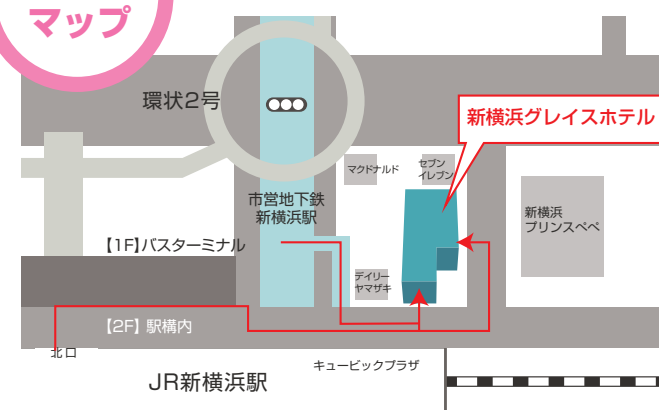 マップ
環状2号
新横浜グレイスホテル
マクドナルド
セブン
イレブン
市営地下鉄
新横浜駅
新横浜
プリンスペペ
【1F】バスターミナル
デイリー
ヤマザキ
【2F】 駅構内
北口
キュービックプラザ
JR新横浜駅